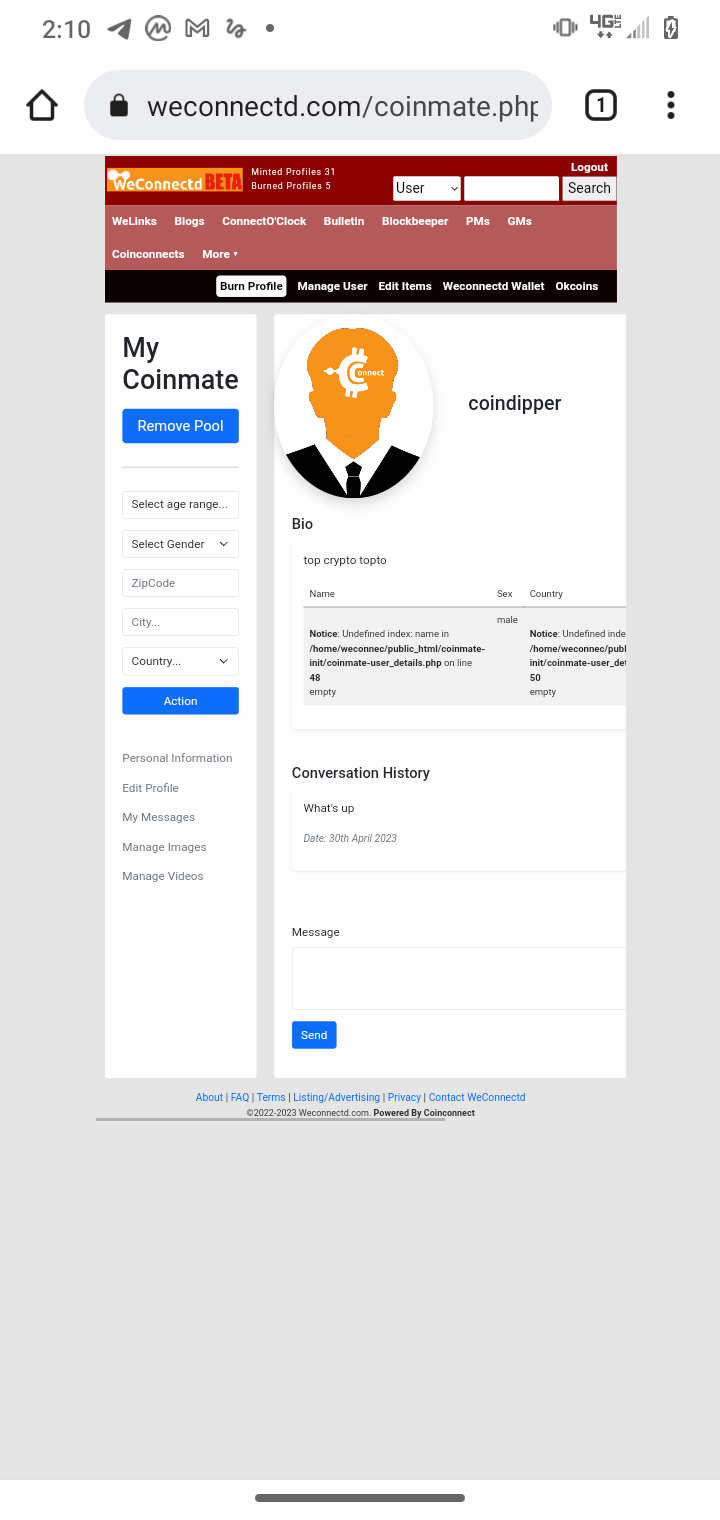 2:10
4G LTE
weconnectd.com/coinmate.php
1
WeConnectd BETA
Minted Profiles 31
Burned Profiles 5
Logout
User
Search
WeLinks Blogs ConnectO'Clock Bulletin Blockbeeper PMs GMs
Coinconnects More ▾
Burn Profile Manage User Edit Items Weconnectd Wallet Okcoins
My
Coinmate
Remove Pool
Select age range...
Select Gender
ZipCode
City...
Country...
Action
Personal Information
Edit Profile
My Messages
Manage Images
Manage Videos
Connect
coindipper
Bio
top crypto topto
Name Sex Country
male
Notice: Undefined index: name in
/home/weconnec/public_html/coinmate-
init/coinmate-user_details.php on line
48
empty
Notice: Undefined inde
/home/weconnec/publ
init/coinmate-user_det
50
empty
Conversation History
What's up
Date: 30th April 2023
Message
Send
About | FAQ | Terms | Listing/Advertising | Privacy | Contact WeConnectd
©2022-2023 Weconnectd.com. Powered By Coinconnect